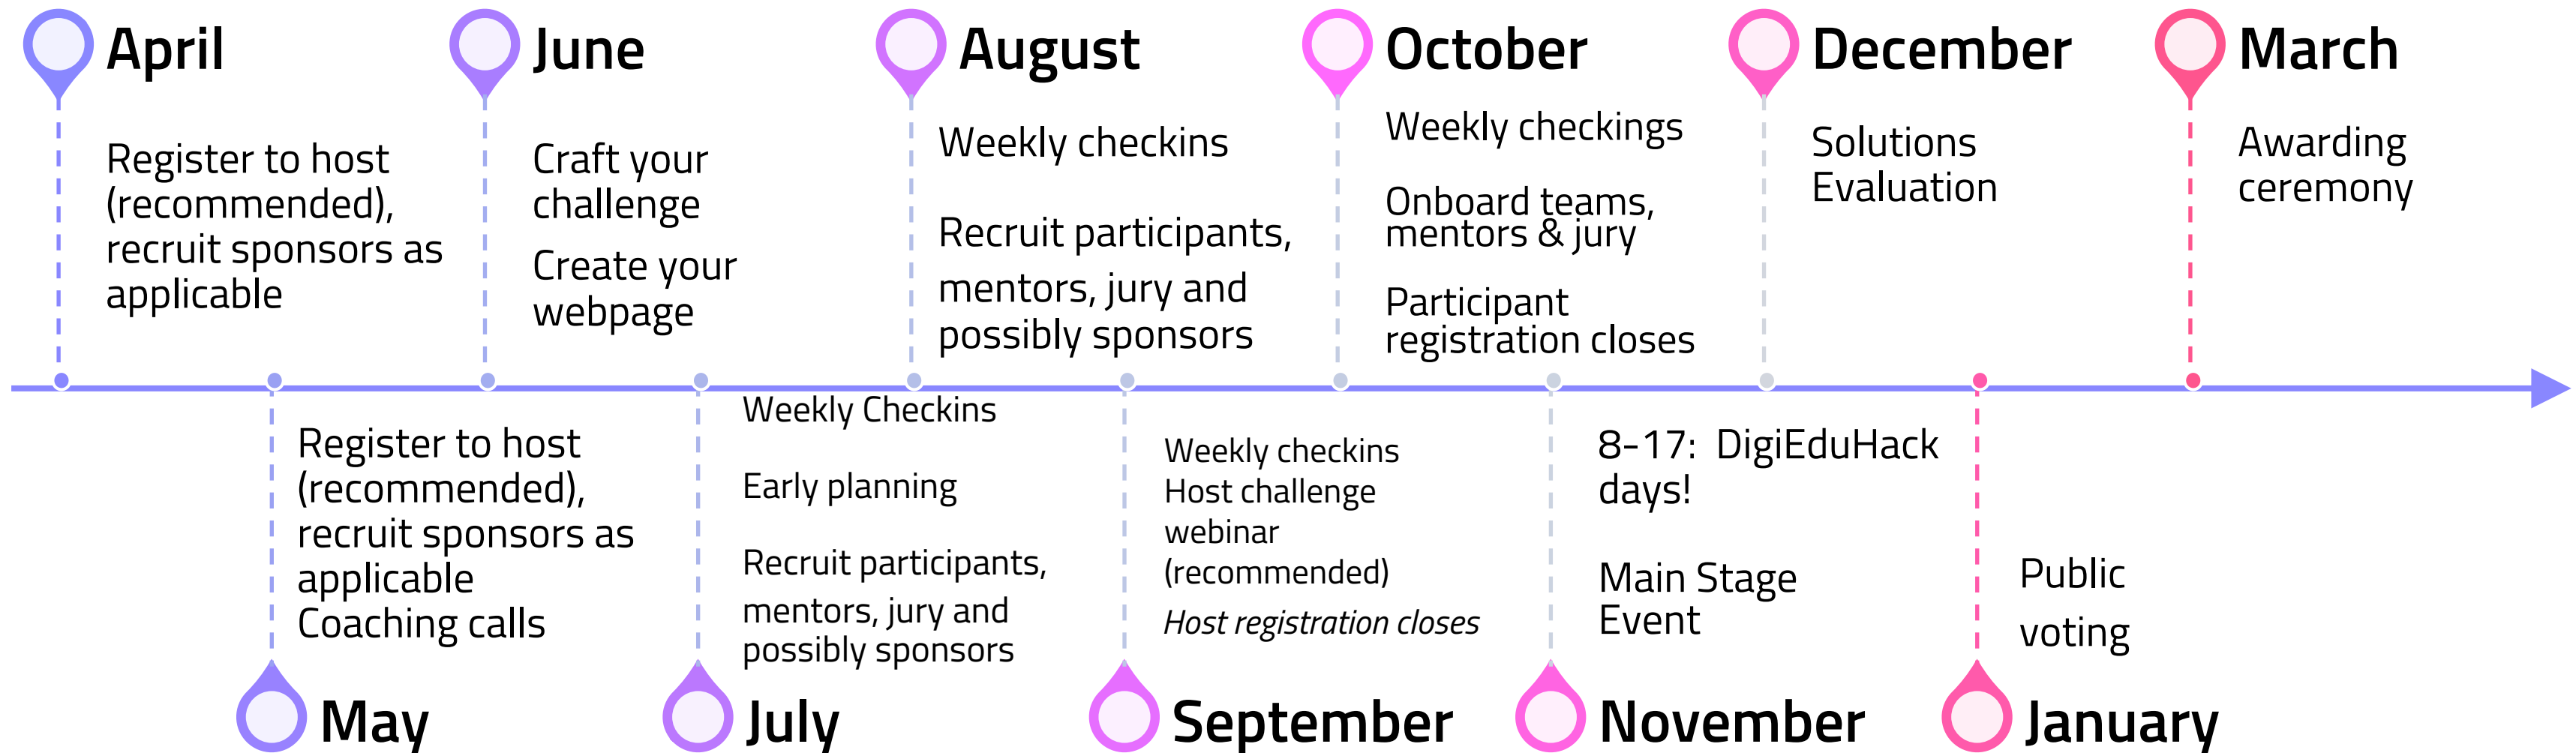 April
Register to host
(recommended),
recruit sponsors as
applicable
May
Register to host
(recommended),
recruit sponsors as
applicable
Coaching calls
June
Craft your
challenge
Create your
webpage
July
Weekly Checkins
Early planning
Recruit participants,
mentors, jury and
possibly sponsors
August
Weekly checkins
Recruit participants,
mentors, jury and
possibly sponsors
September
Weekly checkins
Host challenge
webinar
(recommended)
Host registration closes
October
Weekly checkings
Onboard teams,
mentors & jury
Participant
registration closes
November
8-17: DigiEduHack
days!
Main Stage
Event
December
Solutions
Evaluation
January
Public
voting
March
Awarding
ceremony